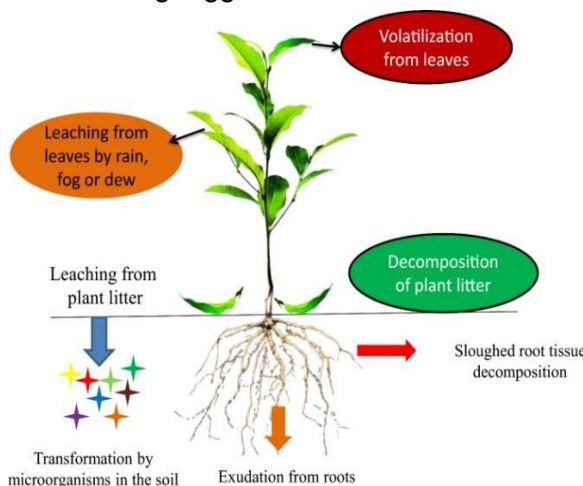 Volatilization
from leaves
Leaching from
leaves by rain,
fog or dew
Leaching from
plant litter
Decomposition
of plant litter
Sloughed root tissue
decomposition
Transformation by
microorganisms in the soil
Exudation from roots